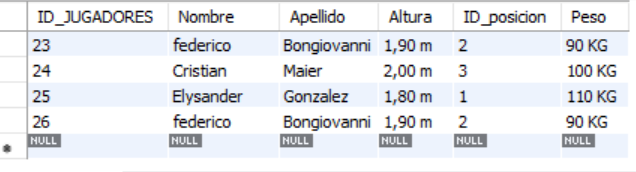 ID_JUGADORES Nombre Apellido Altura ID_posicion Peso
23 federico Bongiovanni 1,90 m 2 90 KG
24 Cristian Maier 2,00 m 3 100 KG
25 Elysander Gonzalez 1,80 m 1 110 KG
26 federico Bongiovanni 1,90 m 2 90 KG
NULL NULL NULL NULL NULL NULL